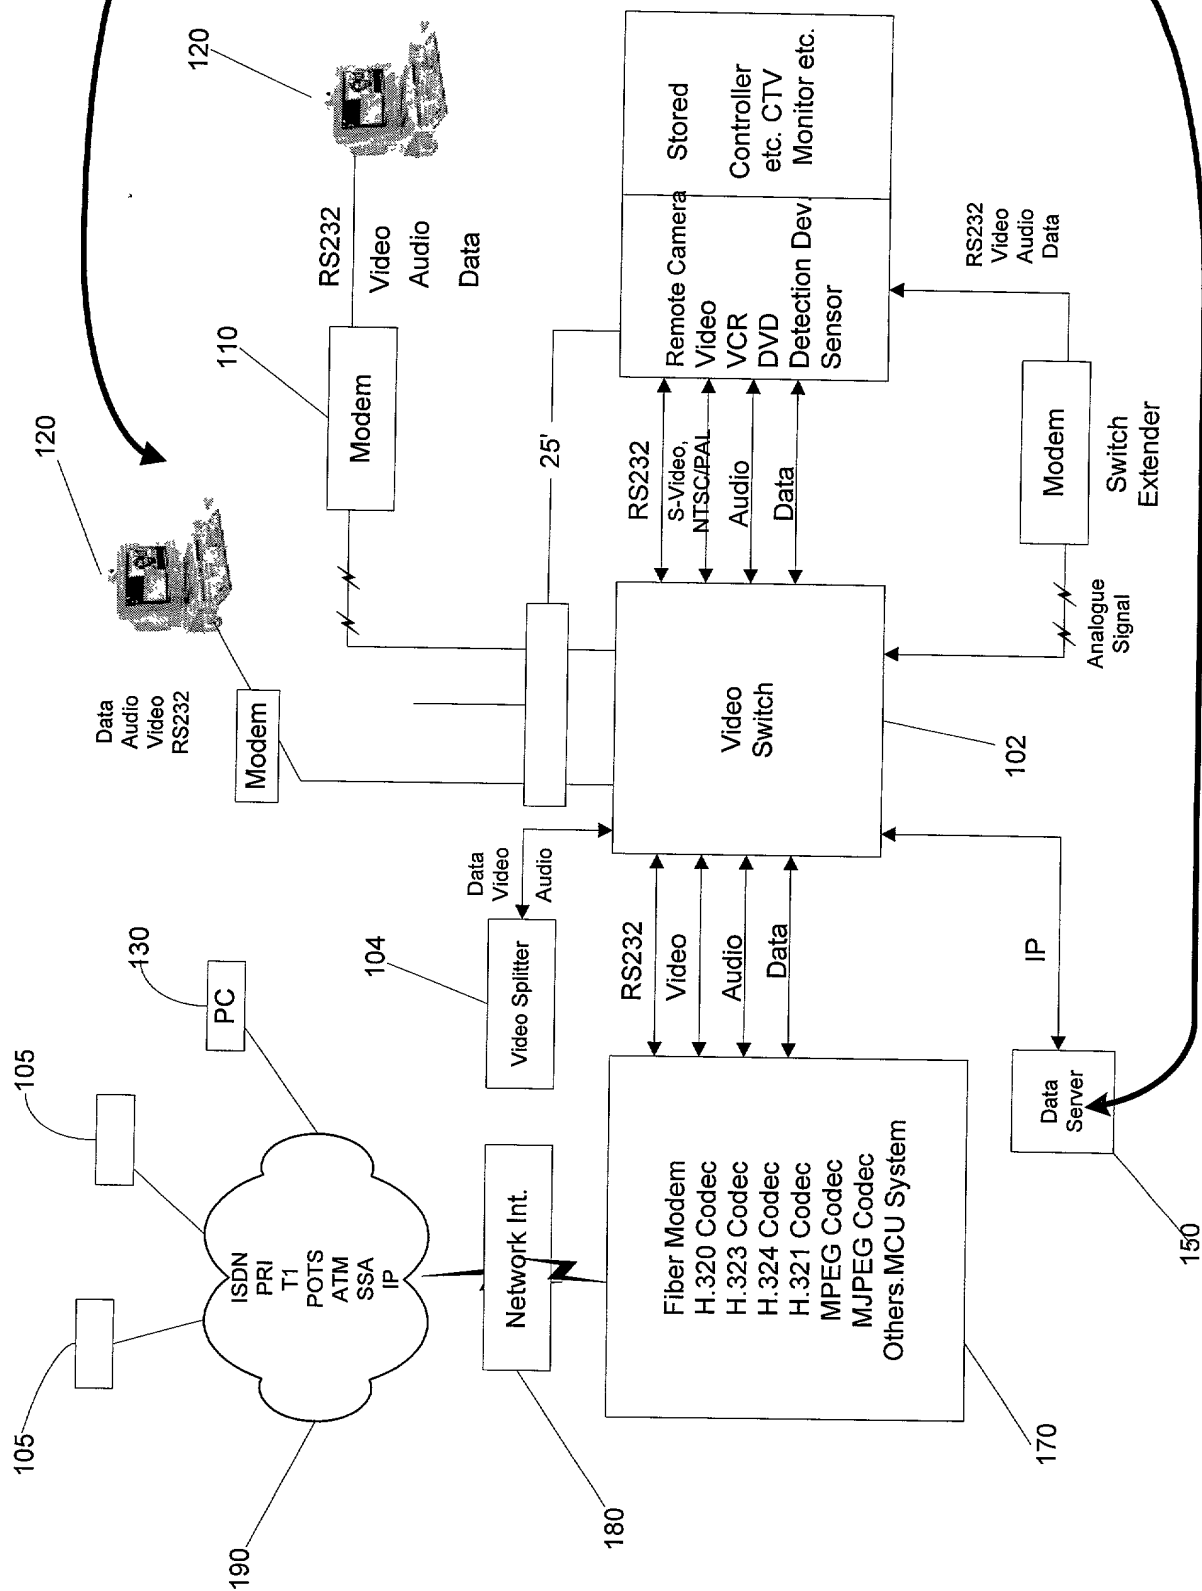 105
105
130
PC
190
ISDN
PRI
T1
POTS
ATM
SSA
IP
180
Network Int.
104
Video Splitter
Data
Video
Audio
120
Data
Audio
Video
RS232
Modem
120
110
Modem
RS232
Video
Audio
Data
25'
170
Fiber Modem
H.320 Codec
H.323 Codec
H.324 Codec
H.321 Codec
MPEG Codec
MJPEG Codec
Others.MCU System
RS232
Video
Audio
Data
Video
Switch
102
RS232
S-Video,
NTSC/PAL
Audio
Data
Remote Camera
Video
VCR
DVD
Detection Dev.
Sensor
Stored
Controller
etc. CTV
Monitor etc.
150
Data
Server
IP
Analogue
Signal
Modem
Switch
Extender
RS232
Video
Audio
Data